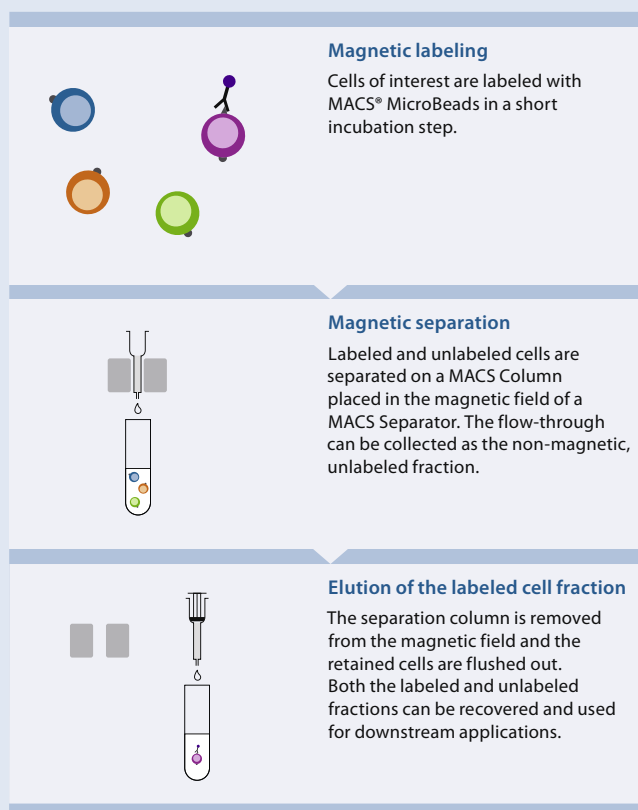 Magnetic labeling
Cells of interest are labeled with
MACS® MicroBeads in a short
incubation step.
Magnetic separation
Labeled and unlabeled cells are
separated on a MACS Column
placed in the magnetic field of a
MACS Separator. The flow-through
can be collected as the non-magnetic,
unlabeled fraction.
Elution of the labeled cell fraction
The separation column is removed
from the magnetic field and the
retained cells are flushed out.
Both the labeled and unlabeled
fractions can be recovered and used
for downstream applications.